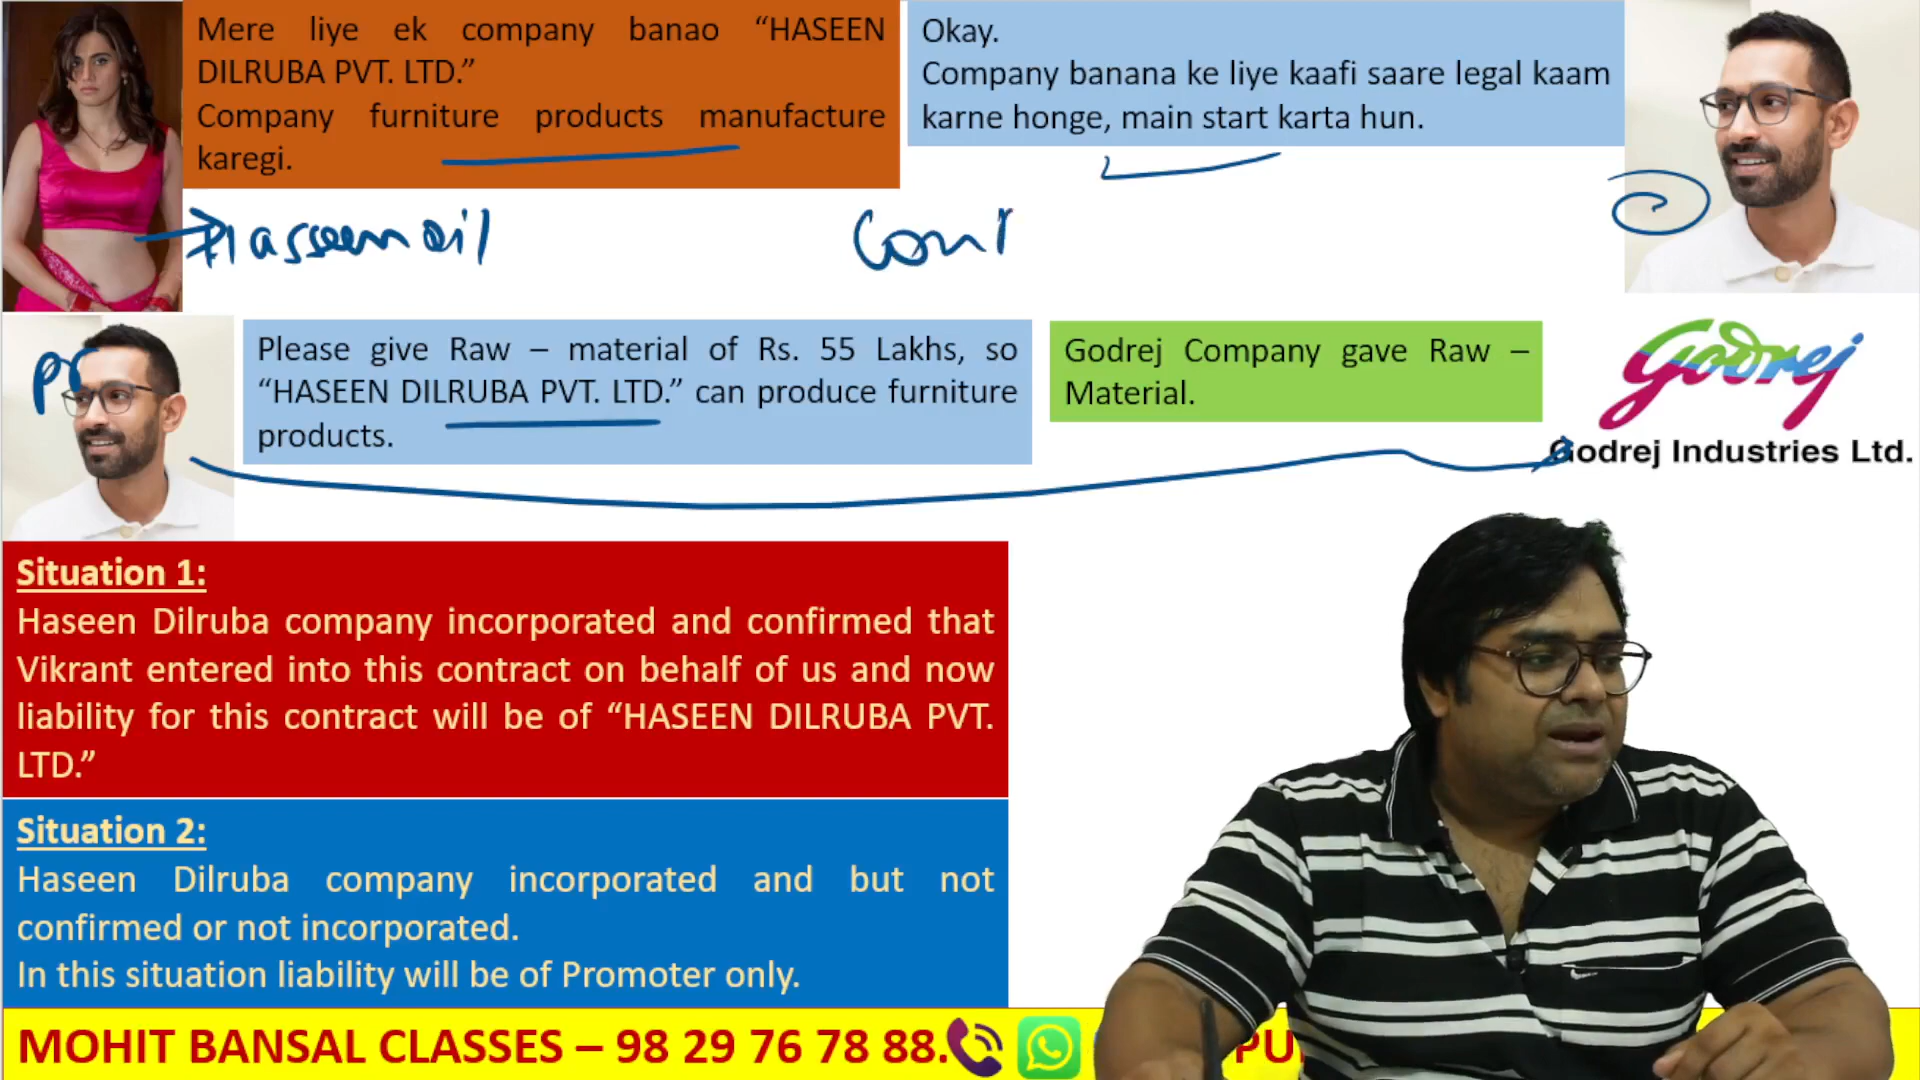 Mere liye ek company banao “HASEEN
DILRUBA PVT. LTD.”
Company furniture products manufacture
karegi.
Okay.
Company banana ke liye kaafi saare legal kaam
karne honge, main start karta hun.
Please give Raw – material of Rs. 55 Lakhs, so
“HASEEN DILRUBA PVT. LTD.” can produce furniture
products.
Godrej Company gave Raw –
Material.
Godrej
Godrej Industries Ltd.
Situation 1:
Haseen Dilruba company incorporated and confirmed that
Vikrant entered into this contract on behalf of us and now
liability for this contract will be of “HASEEN DILRUBA PVT.
LTD.”
Situation 2:
Haseen Dilruba company incorporated and but not
confirmed or not incorporated.
In this situation liability will be of Promoter only.
MOHIT BANSAL CLASSES – 98 29 76 78 88.